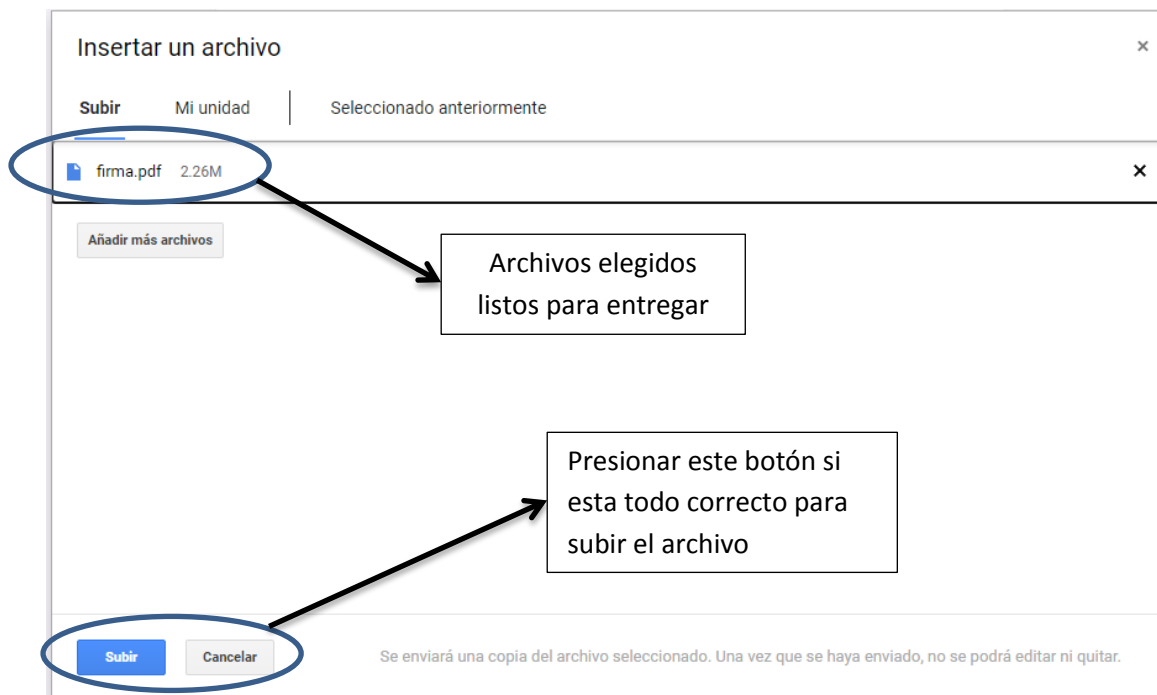 Insertar un archivo
×
Subir Mi unidad Seleccionado anteriormente
firma.pdf 2.26M ×
Añadir más archivos
Archivos elegidos
listos para entregar
Presionar este botón si
esta todo correcto para
subir el archivo
Subir Cancelar Se enviará una copia del archivo seleccionado. Una vez que se haya enviado, no se podrá editar ni quitar.